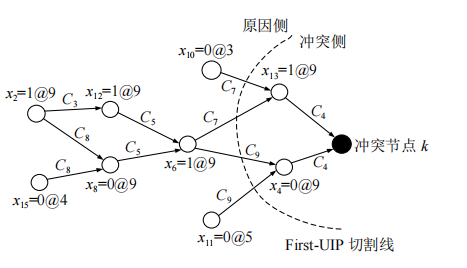 原因侧
冲突侧
x₁₀=0@3
x₁₃=1@9
C₇
x₂=1@9
x₁₂=1@9
C₃
C₄
C₅
C₇
C₈
冲突节点 k
C₅
C₉
C₄
C₈
x₆=1@9
x₈=0@9
x₄=0@9
x₁₅=0@4
C₉
x₁₁=0@5
First-UIP 切割线